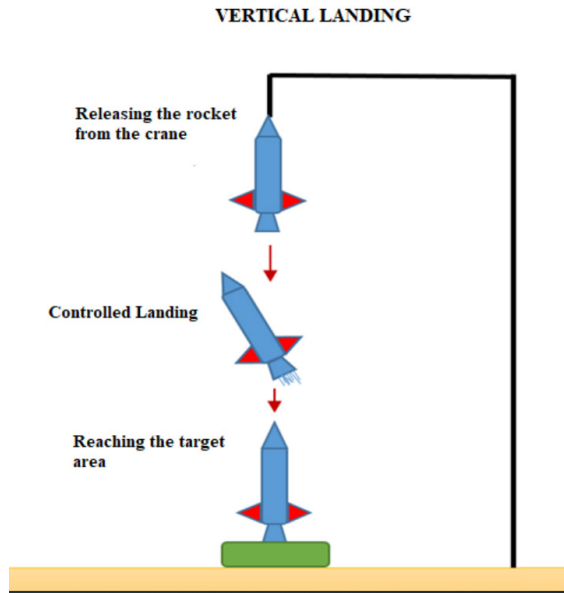 VERTICAL LANDING
Releasing the rocket
from the crane
Controlled Landing
Reaching the target
area